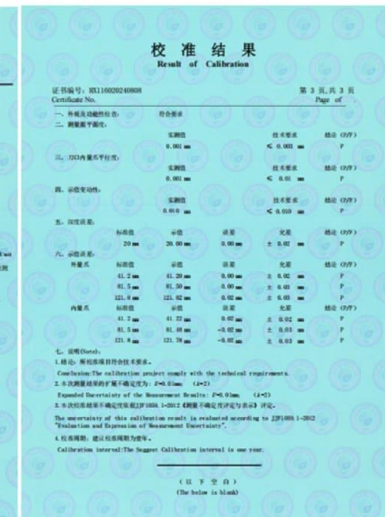 校 准 结 果
Result of Calibration
证书编号: HX110020240808 第 3 页,共 3 页
Certificate No. Page of
一、外观及功能性检查: 符合要求
二、测量面平面度:
实测值 技术要求 结论 (P/F)
0.001 mm ≤ 0.003 mm P
三、刀口内量爪平行度:
实测值 技术要求 结论 (P/F)
0.001 mm ≤ 0.01 mm P
四、示值变动性:
实测值 技术要求 结论 (P/F)
≤ 0.010 mm P
五、深度误差:
标准值 示值 误差 允差 结论 (P/F)
20 mm 20.00 mm 0.00 mm ± 0.02 mm P
六、示值误差:
外量爪 标准值 示值 误差 允差 结论 (P/F)
41.2 mm 41.20 mm 0.00 mm ± 0.02 mm P
81.5 mm 81.50 mm 0.00 mm ± 0.03 mm P
121.8 mm 121.82 mm 0.02 mm ± 0.03 mm P
内量爪 标准值 示值 误差 允差 结论 (P/F)
41.2 mm 41.22 mm 0.02 mm ± 0.02 mm P
81.5 mm 81.48 mm -0.02 mm ± 0.03 mm P
121.8 mm 121.78 mm -0.02 mm ± 0.03 mm P
七、说明(Note):
1.结论: 所校准项目符合技术要求。
Conclusion:The calibration project comply with the technical requirements.
2.本次测量结果的扩展不确定度为: U=0.01mm (k=2)
Expanded Uncertainty of the Measurement Results: U=0.01mm (k=2)
3.本次校准结果不确定度依据JJF1059.1-2012《测量不确定度评定与表示》评定。
The uncertainty of this calibration result is evaluated according to JJF1059.1-2012
"Evaluation and Expression of Measurement Uncertainty".
4.校准周期: 建议校准周期为壹年。
Calibration interval:The Suggest Calibration interval is one year.
(以 下 空 白)
(The below is blank)